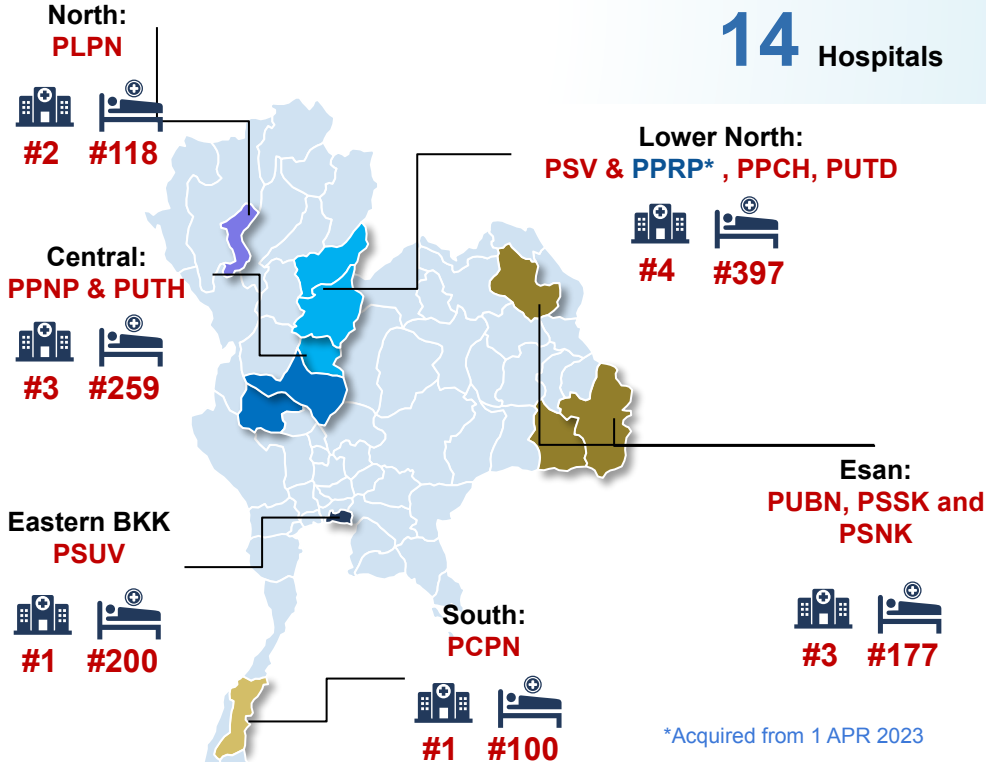 North:
PLPN
#2 #118
14 Hospitals
Lower North:
PSV & PPRP* , PPCH, PUTD
#4 #397
Central:
PPNP & PUTH
#3 #259
Esan:
PUBN, PSSK and
PSNK
#3 #177
Eastern BKK
PSUV
#1 #200
South:
PCPN
#1 #100
*Acquired from 1 APR 2023